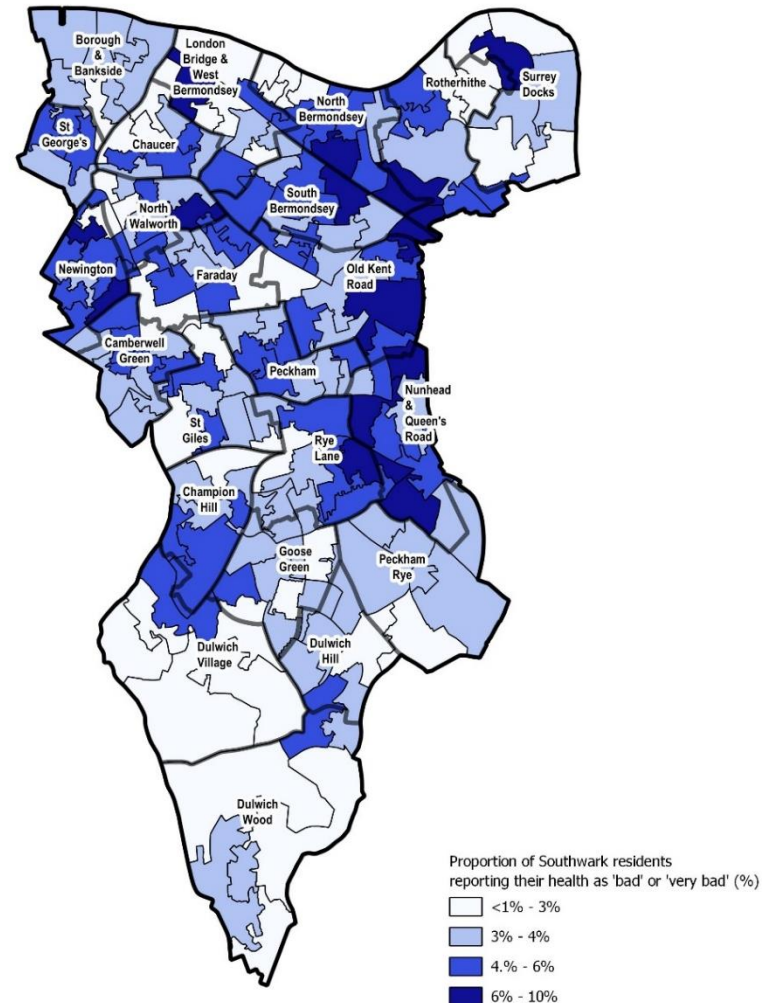 Borough
&
Bankside
London
Bridge &
West
Bermondsey
Rotherhithe
Surrey
Docks
North
Bermondsey
St
George's
Chaucer
South
Bermondsey
North
Walworth
Newington
Faraday
Old Kent
Road
Camberwell
Green
Peckham
Nunhead
&
Queen's
Road
St
Giles
Rye
Lane
Champion
Hill
Goose
Green
Peckham
Rye
Dulwich
Village
Dulwich
Hill
Dulwich
Wood
Proportion of Southwark residents
reporting their health as 'bad' or 'very bad' (%)
<1% - 3%
3% - 4%
4.% - 6%
6% - 10%